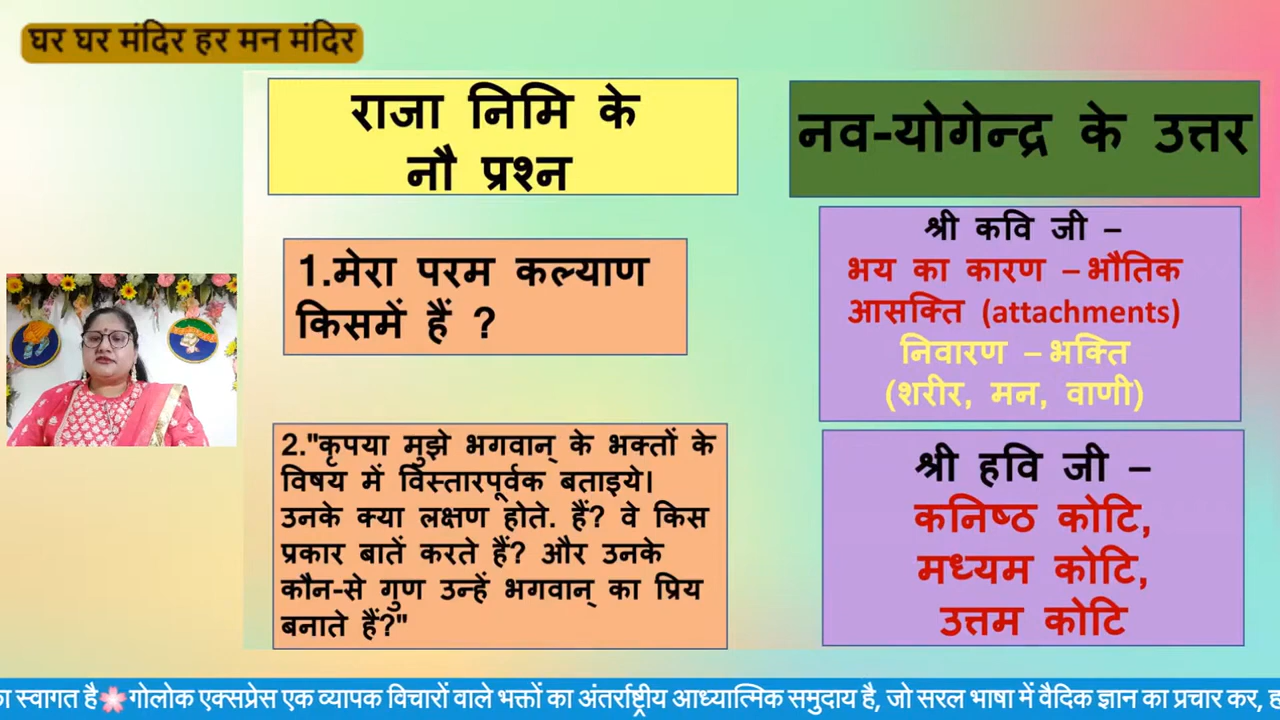 घर घर मंदिर हर मन मंदिर
राजा निमि के
नौ प्रश्न
नव-योगेन्द्र के उत्तर
1.मेरा परम कल्याण
किसमें हैं ?
श्री कवि जी –
भय का कारण – भौतिक
आसक्ति (attachments)
निवारण – भक्ति
(शरीर, मन, वाणी)
2."कृपया मुझे भगवान् के भक्तों के
विषय में विस्तारपूर्वक बताइये।
उनके क्या लक्षण होते. हैं? वे किस
प्रकार बातें करते हैं? और उनके
कौन-से गुण उन्हें भगवान् का प्रिय
बनाते हैं?"
श्री हवि जी –
कनिष्ठ कोटि,
मध्यम कोटि,
उत्तम कोटि
स्वागत है🌸गोलोक एक्सप्रेस एक व्यापक विचारों वाले भक्तों का अंतर्राष्ट्रीय आध्यात्मिक समुदाय है, जो सरल भाषा में वैदिक ज्ञान का प्रचार कर,